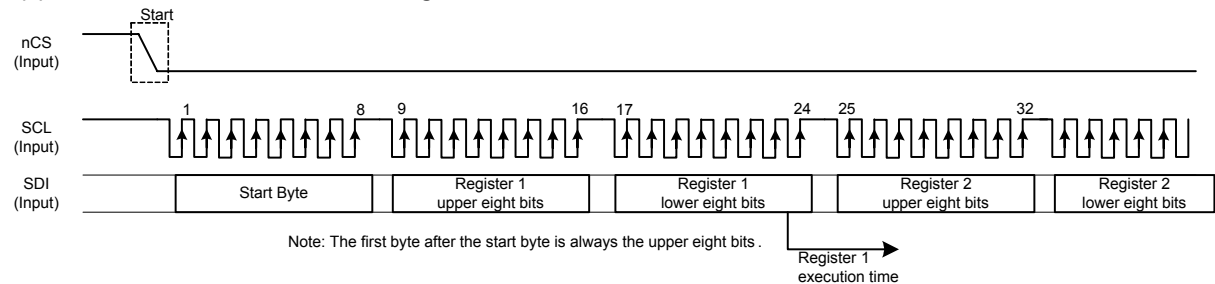 Start
nCS
(Input)
1 8 9 16 17 24 25 32
SCL
(Input)
SDI
(Input)
Start Byte
Register 1
upper eight bits
Register 1
lower eight bits
Register 2
upper eight bits
Register 2
lower eight bits
Note: The first byte after the start byte is always the upper eight bits .
Register 1
execution time